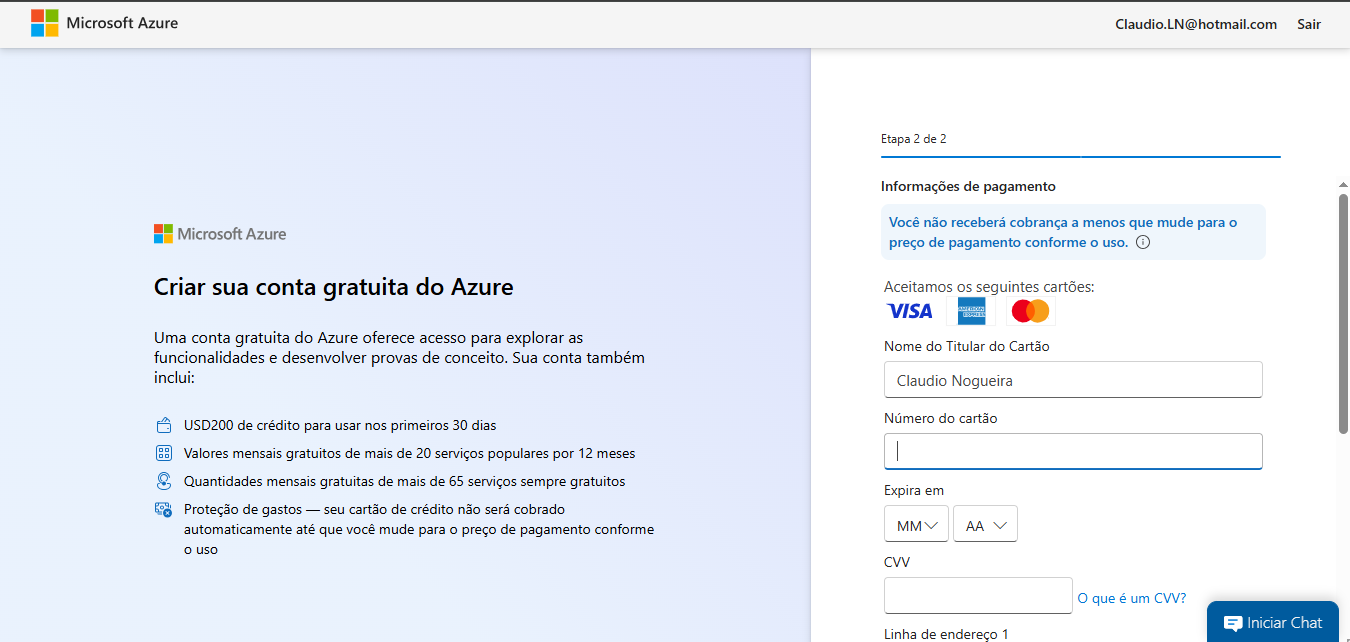 Microsoft Azure
Claudio.LN@hotmail.com Sair
Microsoft Azure
Criar sua conta gratuita do Azure
Uma conta gratuita do Azure oferece acesso para explorar as
funcionalidades e desenvolver provas de conceito. Sua conta também
inclui:
USD200 de crédito para usar nos primeiros 30 dias
Valores mensais gratuitos de mais de 20 serviços populares por 12 meses
Quantidades mensais gratuitas de mais de 65 serviços sempre gratuitos
Proteção de gastos — seu cartão de crédito não será cobrado
automaticamente até que você mude para o preço de pagamento conforme
o uso
Etapa 2 de 2
Informações de pagamento
Você não receberá cobrança a menos que mude para o
preço de pagamento conforme o uso.
Aceitamos os seguintes cartões:
VISA AMERICAN EXPRESS
Nome do Titular do Cartão
Claudio Nogueira
Número do cartão
Expira em
MM AA
CVV
O que é um CVV?
Linha de endereço 1
Iniciar Chat